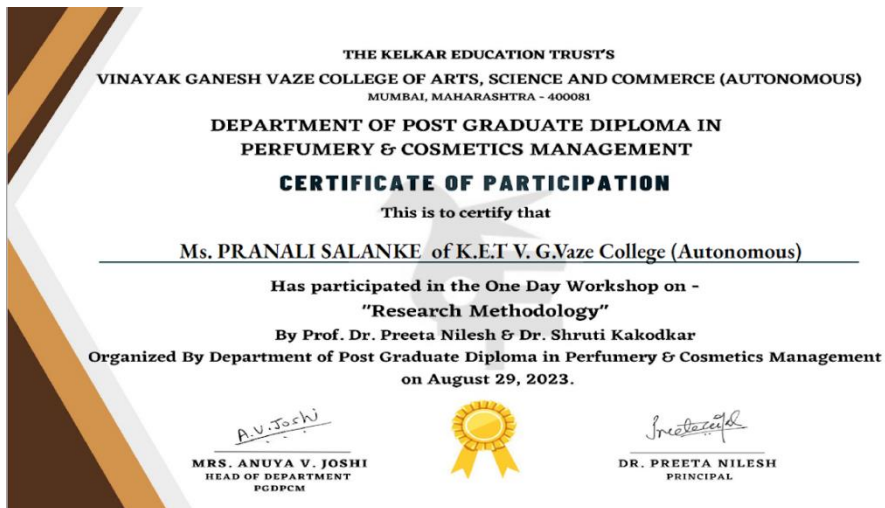 THE KELKAR EDUCATION TRUST'S
VINAYAK GANESH VAZE COLLEGE OF ARTS, SCIENCE AND COMMERCE (AUTONOMOUS)
MUMBAI, MAHARASHTRA - 400081
DEPARTMENT OF POST GRADUATE DIPLOMA IN
PERFUMERY & COSMETICS MANAGEMENT
CERTIFICATE OF PARTICIPATION
This is to certify that
Ms. PRANALI SALANKE of K.E.T V. G.Vaze College (Autonomous)
Has participated in the One Day Workshop on -
"Research Methodology"
By Prof. Dr. Preeta Nilesh & Dr. Shruti Kakodkar
Organized By Department of Post Graduate Diploma in Perfumery & Cosmetics Management
on August 29, 2023.
A.V.Joshi
MRS. ANUYA V. JOSHI
HEAD OF DEPARTMENT
PGDPCM
DR. PREETA NILESH
PRINCIPAL